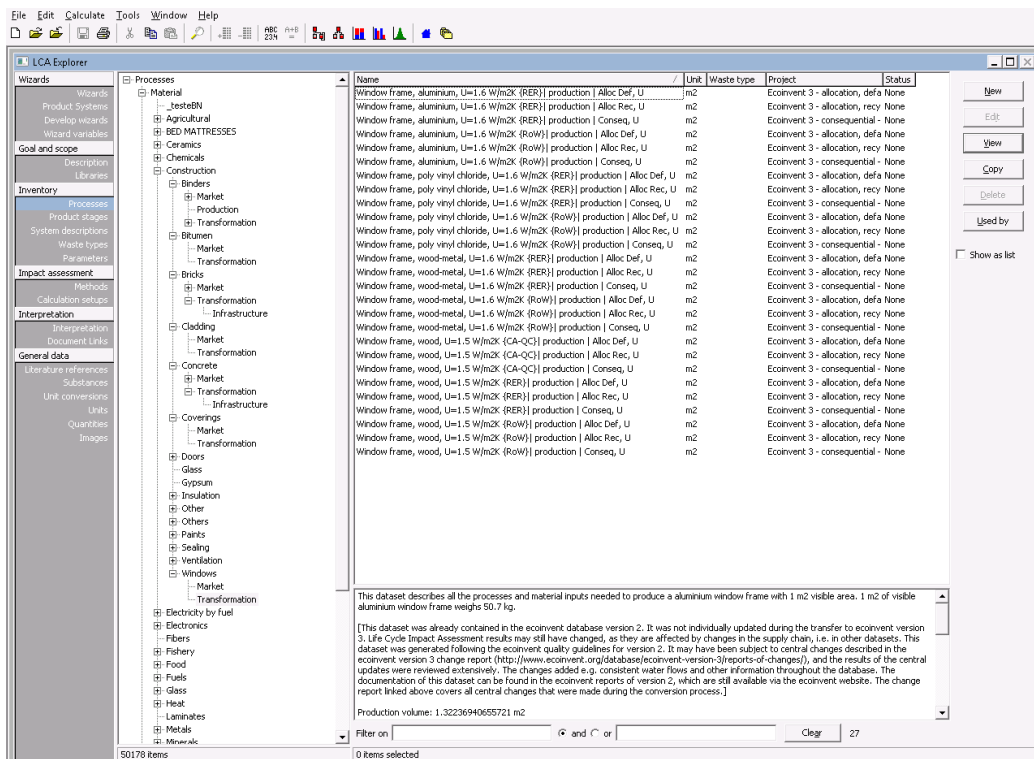 File Edit Calculate Tools Window Help
LCA Explorer
Wizards
Wizards
Product Systems
Develop wizards
Wizard variables
Goal and scope
Description
Libraries
Inventory
Processes
Product stages
System descriptions
Waste types
Parameters
Impact assessment
Methods
Calculation setups
Interpretation
Interpretation
Document Links
General data
Literature references
Substances
Unit conversions
Units
Quantities
Images
Processes
Material
_testeBN
Agricultural
BED MATTRESSES
Ceramics
Chemicals
Construction
Binders
Market
Production
Transformation
Bitumen
Market
Transformation
Bricks
Market
Transformation
Infrastructure
Cladding
Market
Transformation
Concrete
Market
Transformation
Infrastructure
Coverings
Market
Transformation
Doors
Glass
Gypsum
Insulation
Other
Others
Paints
Sealing
Ventilation
Windows
Market
Transformation
Electricity by fuel
Electronics
Fibers
Fishery
Food
Fuels
Glass
Heat
Laminates
Metals
Minerals
50178 items
Name Unit Waste type Project Status
Window frame, aluminium, U=1.6 W/m2K {RER}| production | Alloc Def, U m2 Ecoinvent 3 - allocation, defa None
Window frame, aluminium, U=1.6 W/m2K {RER}| production | Alloc Rec, U m2 Ecoinvent 3 - allocation, recy None
Window frame, aluminium, U=1.6 W/m2K {RER}| production | Conseq, U m2 Ecoinvent 3 - consequential - None
Window frame, aluminium, U=1.6 W/m2K {RoW}| production | Alloc Def, U m2 Ecoinvent 3 - allocation, defa None
Window frame, aluminium, U=1.6 W/m2K {RoW}| production | Alloc Rec, U m2 Ecoinvent 3 - allocation, recy None
Window frame, aluminium, U=1.6 W/m2K {RoW}| production | Conseq, U m2 Ecoinvent 3 - consequential - None
Window frame, poly vinyl chloride, U=1.6 W/m2K {RER}| production | Alloc Def, U m2 Ecoinvent 3 - allocation, defa None
Window frame, poly vinyl chloride, U=1.6 W/m2K {RER}| production | Alloc Rec, U m2 Ecoinvent 3 - allocation, recy None
Window frame, poly vinyl chloride, U=1.6 W/m2K {RER}| production | Conseq, U m2 Ecoinvent 3 - consequential - None
Window frame, poly vinyl chloride, U=1.6 W/m2K {RoW}| production | Alloc Def, U m2 Ecoinvent 3 - allocation, defa None
Window frame, poly vinyl chloride, U=1.6 W/m2K {RoW}| production | Alloc Rec, U m2 Ecoinvent 3 - allocation, recy None
Window frame, poly vinyl chloride, U=1.6 W/m2K {RoW}| production | Conseq, U m2 Ecoinvent 3 - consequential - None
Window frame, wood-metal, U=1.6 W/m2K {RER}| production | Alloc Def, U m2 Ecoinvent 3 - allocation, defa None
Window frame, wood-metal, U=1.6 W/m2K {RER}| production | Alloc Rec, U m2 Ecoinvent 3 - allocation, recy None
Window frame, wood-metal, U=1.6 W/m2K {RER}| production | Conseq, U m2 Ecoinvent 3 - consequential - None
Window frame, wood-metal, U=1.6 W/m2K {RoW}| production | Alloc Def, U m2 Ecoinvent 3 - allocation, defa None
Window frame, wood-metal, U=1.6 W/m2K {RoW}| production | Alloc Rec, U m2 Ecoinvent 3 - allocation, recy None
Window frame, wood-metal, U=1.6 W/m2K {RoW}| production | Conseq, U m2 Ecoinvent 3 - consequential - None
Window frame, wood, U=1.5 W/m2K {CA-QC}| production | Alloc Def, U m2 Ecoinvent 3 - allocation, defa None
Window frame, wood, U=1.5 W/m2K {CA-QC}| production | Alloc Rec, U m2 Ecoinvent 3 - allocation, recy None
Window frame, wood, U=1.5 W/m2K {CA-QC}| production | Conseq, U m2 Ecoinvent 3 - consequential - None
Window frame, wood, U=1.5 W/m2K {RER}| production | Alloc Def, U m2 Ecoinvent 3 - allocation, defa None
Window frame, wood, U=1.5 W/m2K {RER}| production | Alloc Rec, U m2 Ecoinvent 3 - allocation, recy None
Window frame, wood, U=1.5 W/m2K {RER}| production | Conseq, U m2 Ecoinvent 3 - consequential - None
Window frame, wood, U=1.5 W/m2K {RoW}| production | Alloc Def, U m2 Ecoinvent 3 - allocation, defa None
Window frame, wood, U=1.5 W/m2K {RoW}| production | Alloc Rec, U m2 Ecoinvent 3 - allocation, recy None
Window frame, wood, U=1.5 W/m2K {RoW}| production | Conseq, U m2 Ecoinvent 3 - consequential - None
This dataset describes all the processes and material inputs needed to produce a aluminium window frame with 1 m2 visible area. 1 m2 of visible
aluminium window frame weighs 50.7 kg.
[This dataset was already contained in the ecoinvent database version 2. It was not individually updated during the transfer to ecoinvent version
3. Life Cycle Impact Assessment results may still have changed, as they are affected by changes in the supply chain, i.e. in other datasets. This
dataset was generated following the ecoinvent quality guidelines for version 2. It may have been subject to central changes described in the
ecoinvent version 3 change report (http://www.ecoinvent.org/database/ecoinvent-version-3/reports-of-changes/), and the results of the central
updates were reviewed extensively. The changes added e.g. consistent water flows and other information throughout the database. The
documentation of this dataset can be found in the ecoinvent reports of version 2, which are still available via the ecoinvent website. The change
report linked above covers all central changes that were made during the conversion process.]
Production volume: 1.32236940655721 m2
Filter on and or Clear 27
0 items selected
New
Edit
View
Copy
Delete
Used by
Show as list